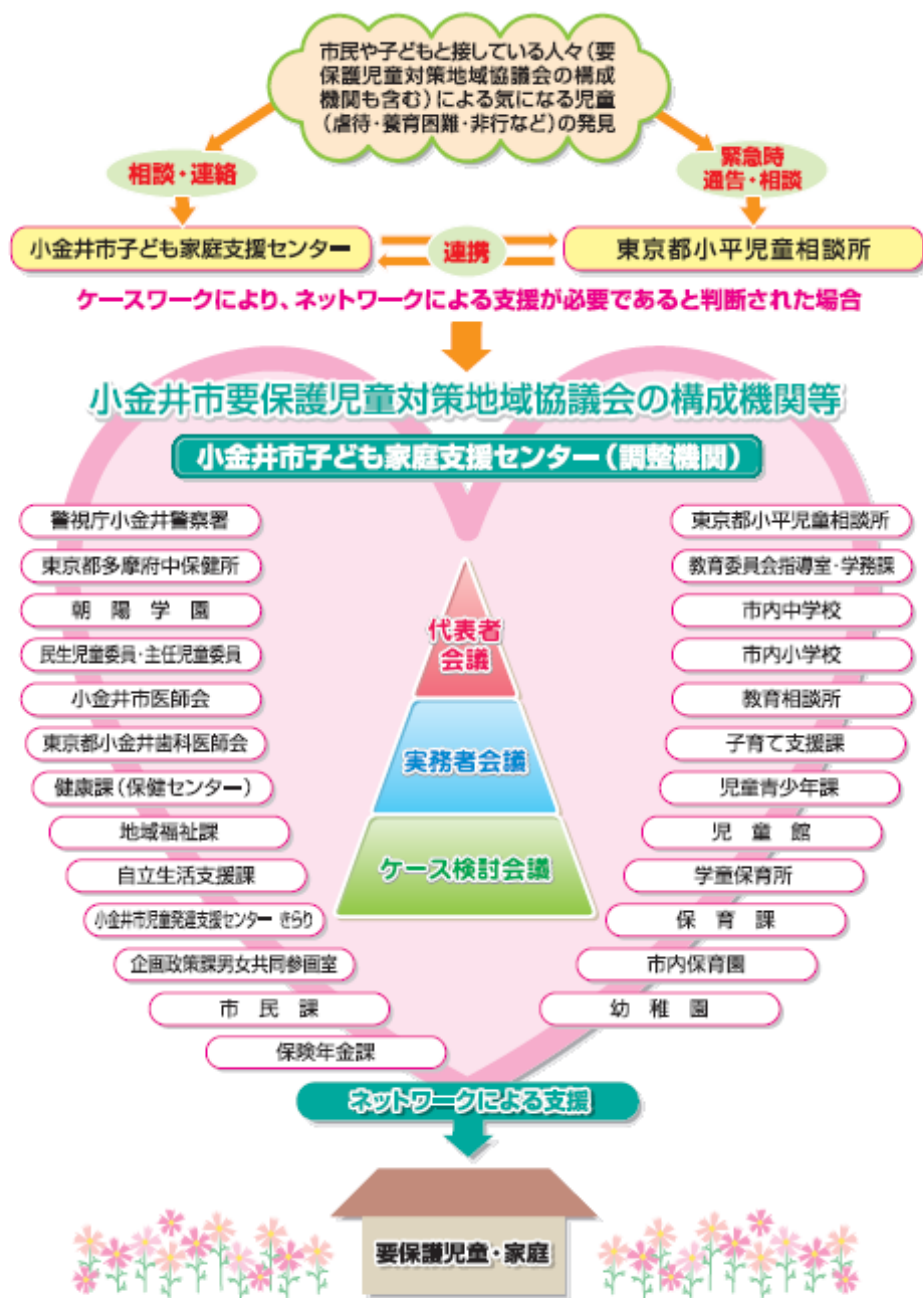 市民や子どもと接している人々(要
保護児童対策地域協議会の構成
機関も含む)による気になる児童
(虐待・養育困難・非行など)の発見
相談・連絡
緊急時
通告・相談
小金井市子ども家庭支援センター
連携
東京都小平児童相談所
ケースワークにより、ネットワークによる支援が必要であると判断された場合
小金井市要保護児童対策地域協議会の構成機関等
小金井市子ども家庭支援センター(調整機関)
警視庁小金井警察署
東京都多摩府中保健所
朝陽学園
民生児童委員・主任児童委員
小金井市医師会
東京都小金井歯科医師会
健康課(保健センター)
地域福祉課
自立生活支援課
小金井市児童発達支援センター きらり
企画政策課男女共同参画室
市民課
保険年金課
代表者
会議
実務者会議
ケース検討会議
東京都小平児童相談所
教育委員会指導室・学務課
市内中学校
市内小学校
教育相談所
子育て支援課
児童青少年課
児童館
学童保育所
保育課
市内保育園
幼稚園
ネットワークによる支援
要保護児童・家庭